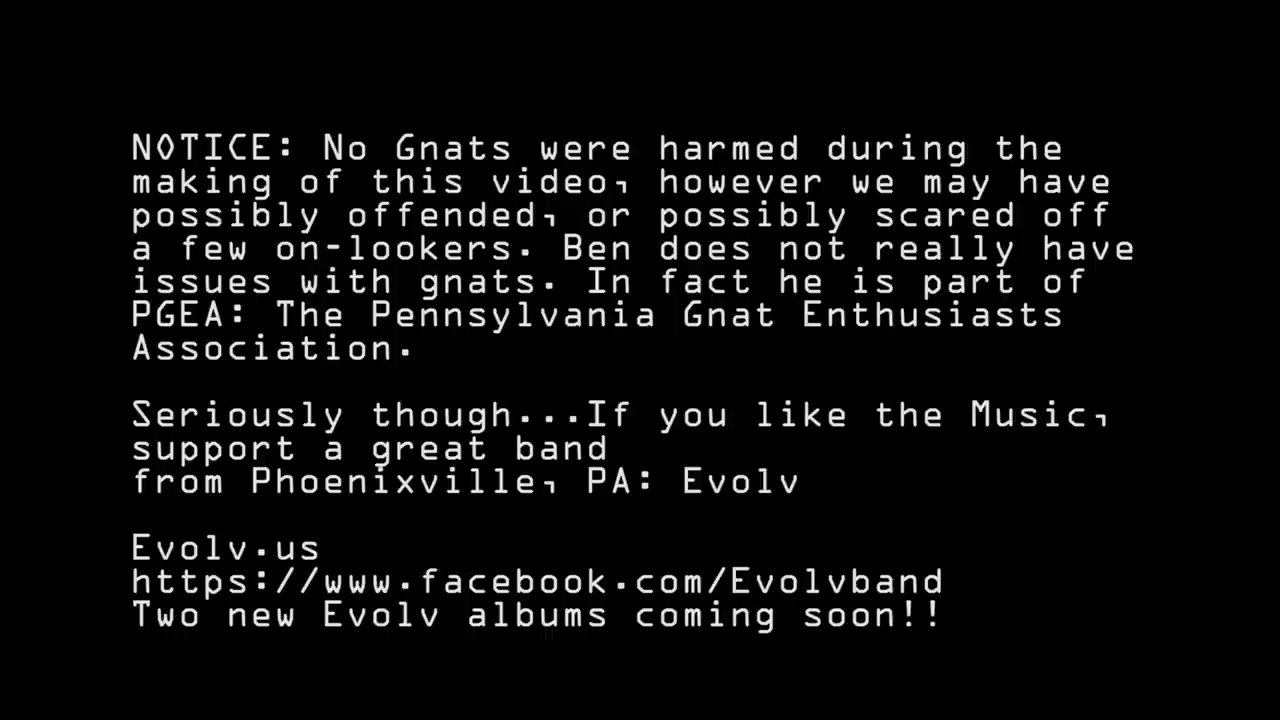 NOTICE: No Gnats were harmed during the
making of this video, however we may have
possibly offended, or possibly scared off
a few on-lookers. Ben does not really have
issues with gnats. In fact he is part of
PGEA: The Pennsylvania Gnat Enthusiasts
Association.
Seriously though...If you like the Music,
support a great band
from Phoenixville, PA: Evolv
Evolv.us
https://www.facebook.com/Evolvband
Two new Evolv albums coming soon!!